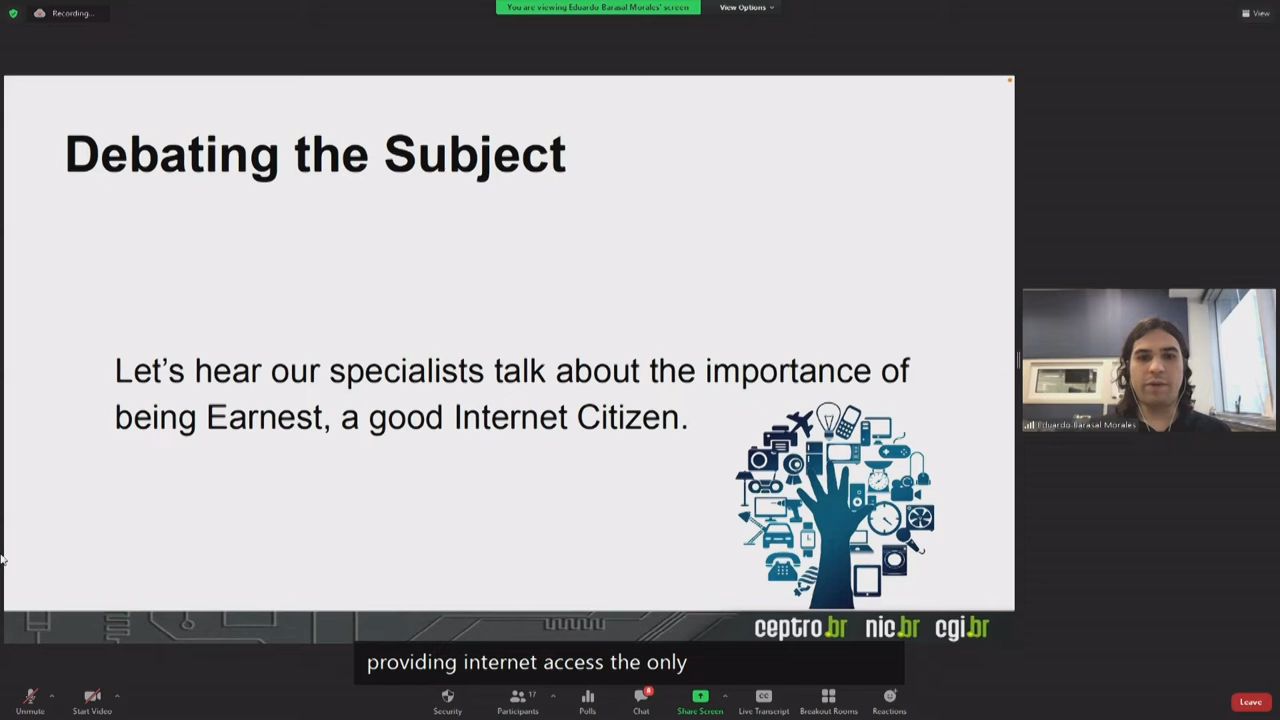 Recording...
You are viewing Eduardo Barasal Morales' screen
View Options
View
Debating the Subject
Let's hear our specialists talk about the importance of
being Earnest, a good Internet Citizen.
Eduardo Barasal Morales
ceptro.br nic.br cgi.br
providing internet access the only
Unmute
Start Video
Security
Participants
17
Polls
Chat
8
Share Screen
CC
Live Transcript
Breakout Rooms
Reactions
Leave